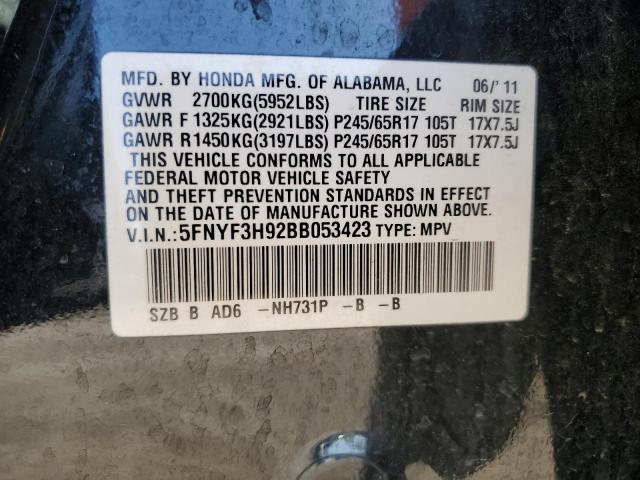 MFD. BY HONDA MFG. OF ALABAMA, LLC 06/'11
GVWR 2700KG(5952LBS) TIRE SIZE RIM SIZE
GAWR F 1325KG(2921LBS) P245/65R17 105T 17X7.5J
GAWR R1450KG(3197LBS) P245/65R17 105T 17X7.5J
THIS VEHICLE CONFORMS TO ALL APPLICABLE
FEDERAL MOTOR VEHICLE SAFETY
AND THEFT PREVENTION STANDARDS IN EFFECT
ON THE DATE OF MANUFACTURE SHOWN ABOVE.
V.I.N.:5FNYF3H92BB053423 TYPE: MPV
SZB B AD6 -NH731P -B -B